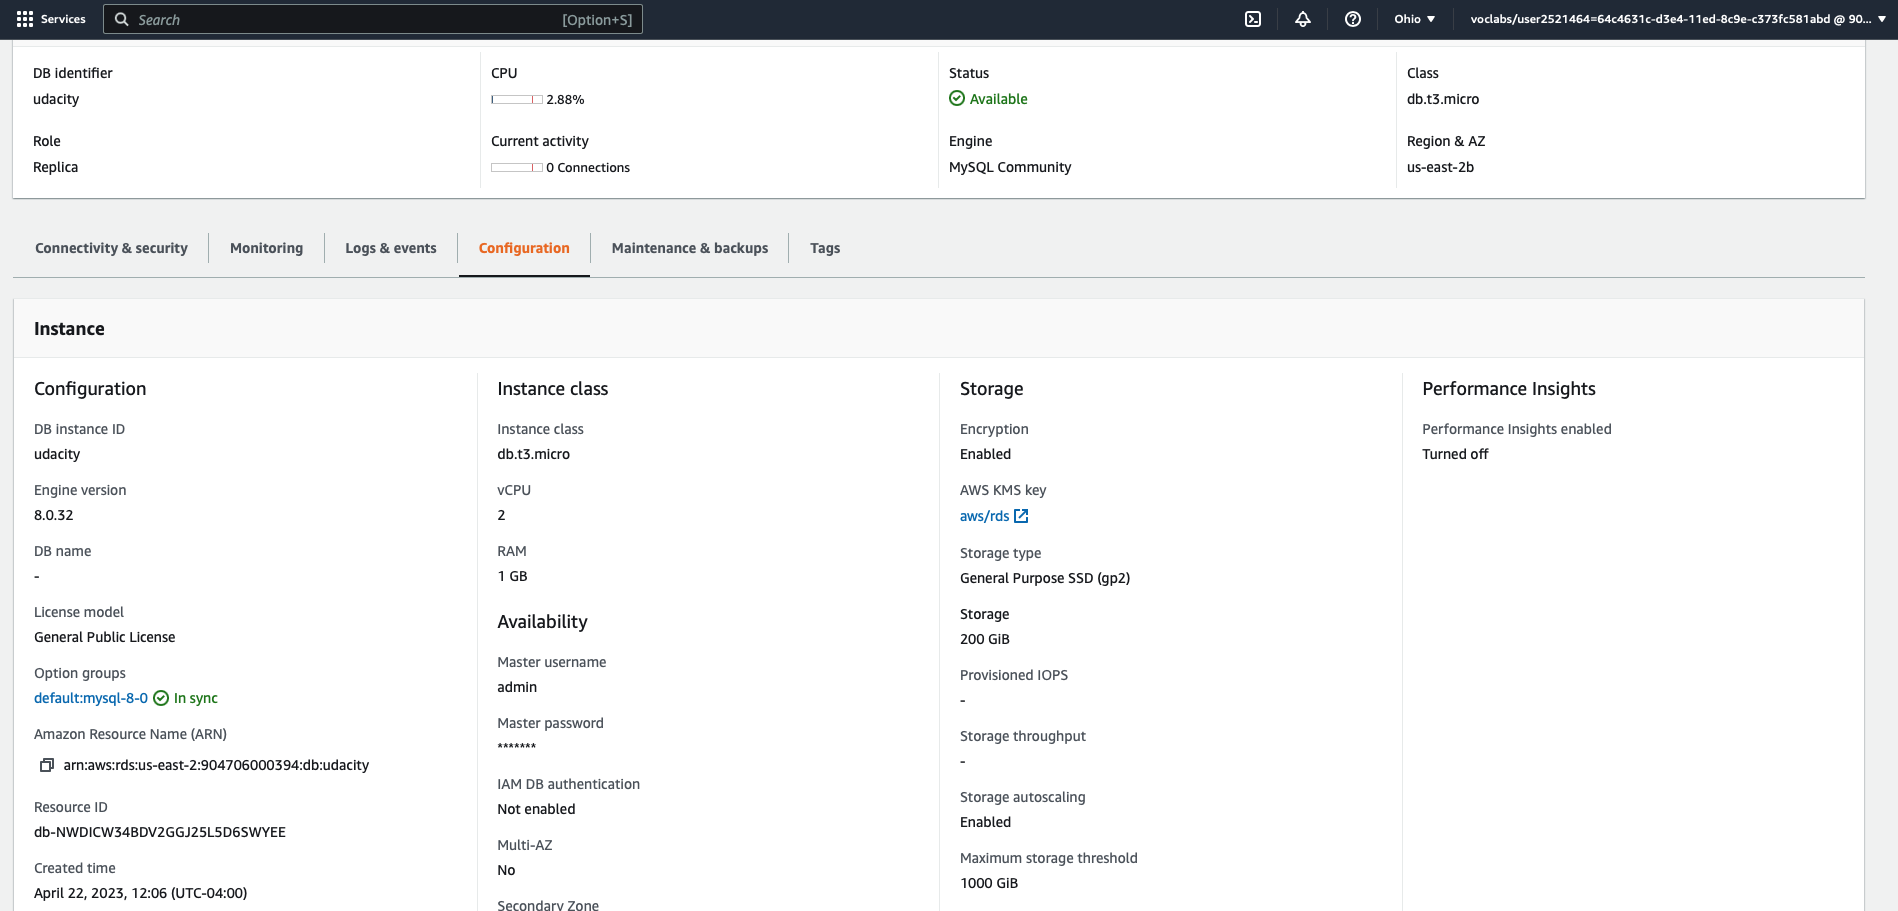 Services
Search
[Option+S]
Ohio ▼
voclabs/user2521464=64c4631c-d3e4-11ed-8c9e-c373fc581abd @ 90... ▼
DB identifier
udacity
CPU
2.88%
Status
Available
Class
db.t3.micro
Role
Replica
Current activity
0 Connections
Engine
MySQL Community
Region & AZ
us-east-2b
Connectivity & security
Monitoring
Logs & events
Configuration
Maintenance & backups
Tags
Instance
Configuration
DB instance ID
udacity
Engine version
8.0.32
DB name
-
License model
General Public License
Option groups
default:mysql-8-0 In sync
Amazon Resource Name (ARN)
arn:aws:rds:us-east-2:904706000394:db:udacity
Resource ID
db-NWDICW34BDV2GGJ25L5D6SWYEE
Created time
April 22, 2023, 12:06 (UTC-04:00)
Instance class
Instance class
db.t3.micro
vCPU
2
RAM
1 GB
Availability
Master username
admin
Master password
*******
IAM DB authentication
Not enabled
Multi-AZ
No
Secondary Zone
Storage
Encryption
Enabled
AWS KMS key
aws/rds
Storage type
General Purpose SSD (gp2)
Storage
200 GiB
Provisioned IOPS
-
Storage throughput
-
Storage autoscaling
Enabled
Maximum storage threshold
1000 GiB
Performance Insights
Performance Insights enabled
Turned off